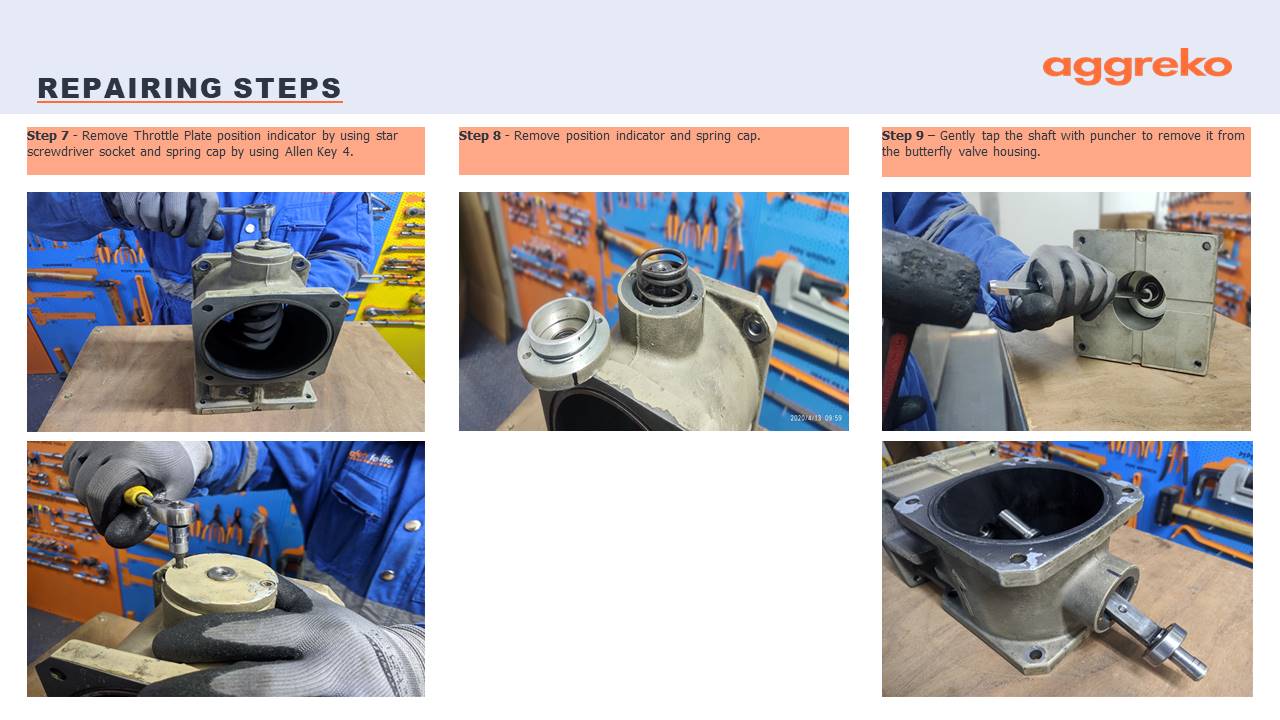 aggreko
REPAIRING STEPS
Step 7 - Remove Throttle Plate position indicator by using star
screwdriver socket and spring cap by using Allen Key 4.
Step 8 - Remove position indicator and spring cap.
Step 9 – Gently tap the shaft with puncher to remove it from
the butterfly valve housing.
PIPE WRENCH
2020/4/13 09:59